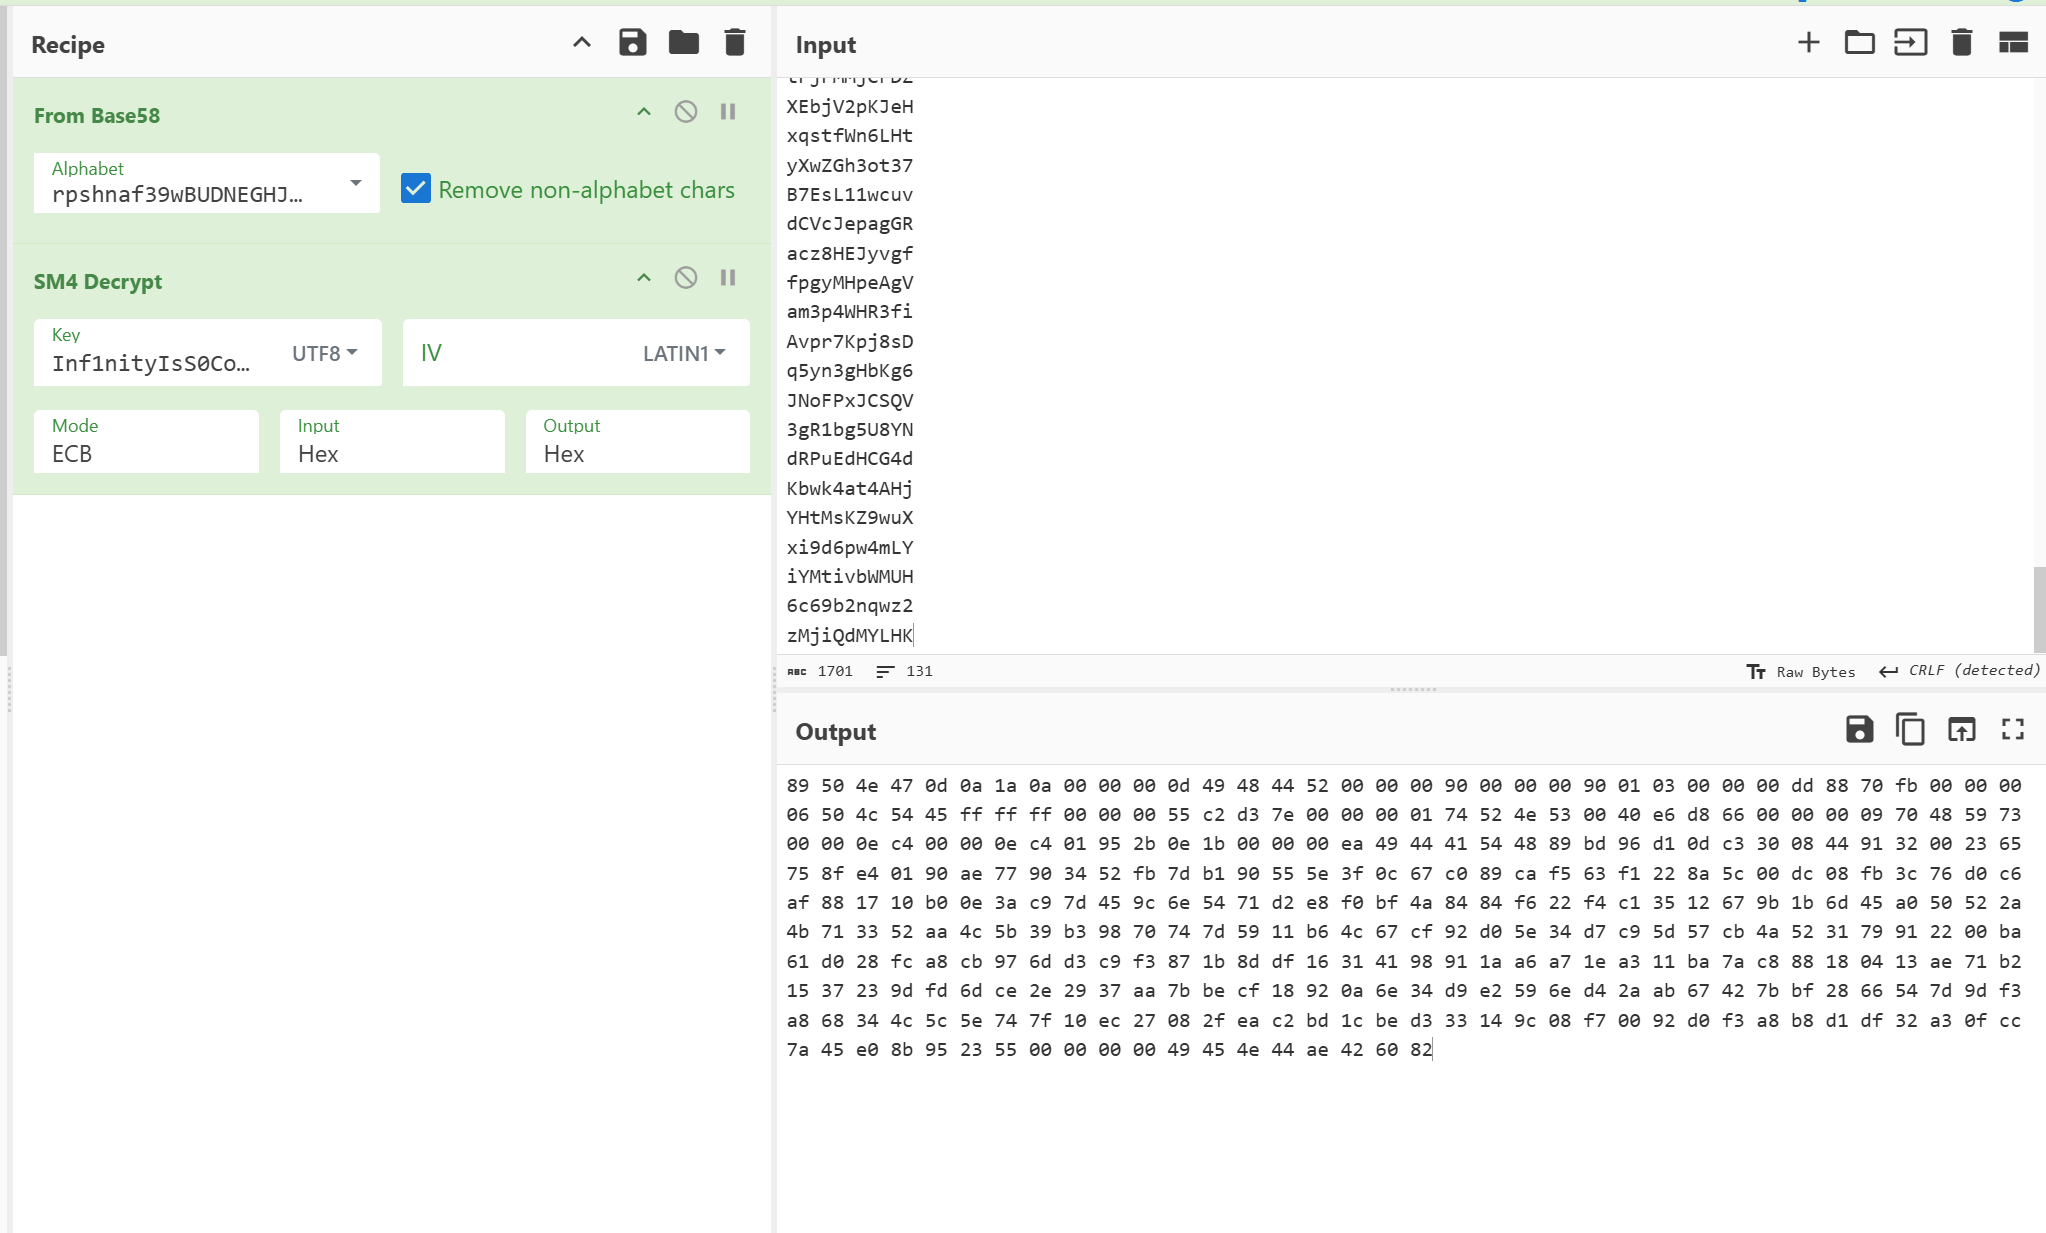 Recipe
From Base58
Alphabet
rpshnaf39wBUDNEGHJ...
Remove non-alphabet chars
SM4 Decrypt
Key
Inf1nityIsS0Co...
UTF8
IV
LATIN1
Mode
ECB
Input
Hex
Output
Hex
Input
XEbjV2pKJeH
xqstfWn6LHt
yXwZGh3ot37
B7EsL11wcuv
dCVcJepagGR
acz8HEJyvgf
fpgyMHpeAgV
am3p4WHR3fi
Avpr7Kpj8sD
q5yn3gHbKg6
JNoFPxJCSQV
3gR1bg5U8YN
dRPuEdHCG4d
Kbwk4at4AHj
YHtMsKZ9wuX
xi9d6pw4mLY
iYMtivbWMUH
6c69b2nqwz2
zMjiQdMYLHK
ABC 1701 131
Raw Bytes
CRLF (detected)
Output
89 50 4e 47 0d 0a 1a 0a 00 00 00 0d 49 48 44 52 00 00 00 90 00 00 00 90 01 03 00 00 00 dd 88 70 fb 00 00 00
06 50 4c 54 45 ff ff ff 00 00 00 55 c2 d3 7e 00 00 00 01 74 52 4e 53 00 40 e6 d8 66 00 00 00 09 70 48 59 73
00 00 0e c4 00 00 0e c4 01 95 2b 0e 1b 00 00 00 ea 49 44 41 54 48 89 bd 96 d1 0d c3 30 08 44 91 32 00 23 65
75 8f e4 01 90 ae 77 90 34 52 fb 7d b1 90 55 5e 3f 0c 67 c0 89 ca f5 63 f1 22 8a 5c 00 dc 08 fb 3c 76 d0 c6
af 88 17 10 b0 0e 3a c9 7d 45 9c 6e 54 71 d2 e8 f0 bf 4a 84 84 f6 22 f4 c1 35 12 67 9b 1b 6d 45 a0 50 52 2a
4b 71 33 52 aa 4c 5b 39 b3 98 70 74 7d 59 11 b6 4c 67 cf 92 d0 5e 34 d7 c9 5d 57 cb 4a 52 31 79 91 22 00 ba
61 d0 28 fc a8 cb 97 6d d3 c9 f3 87 1b 8d df 16 31 41 98 91 1a a6 a7 1e a3 11 ba 7a c8 88 18 04 13 ae 71 b2
15 37 23 9d fd 6d ce 2e 29 37 aa 7b be cf 18 92 0a 6e 34 d9 e2 59 6e d4 2a ab 67 42 7b bf 28 66 54 7d 9d f3
a8 68 34 4c 5c 5e 74 7f 10 ec 27 08 2f ea c2 bd 1c be d3 33 14 9c 08 f7 00 92 d0 f3 a8 b8 d1 df 32 a3 0f cc
7a 45 e0 8b 95 23 55 00 00 00 00 49 45 4e 44 ae 42 60 82